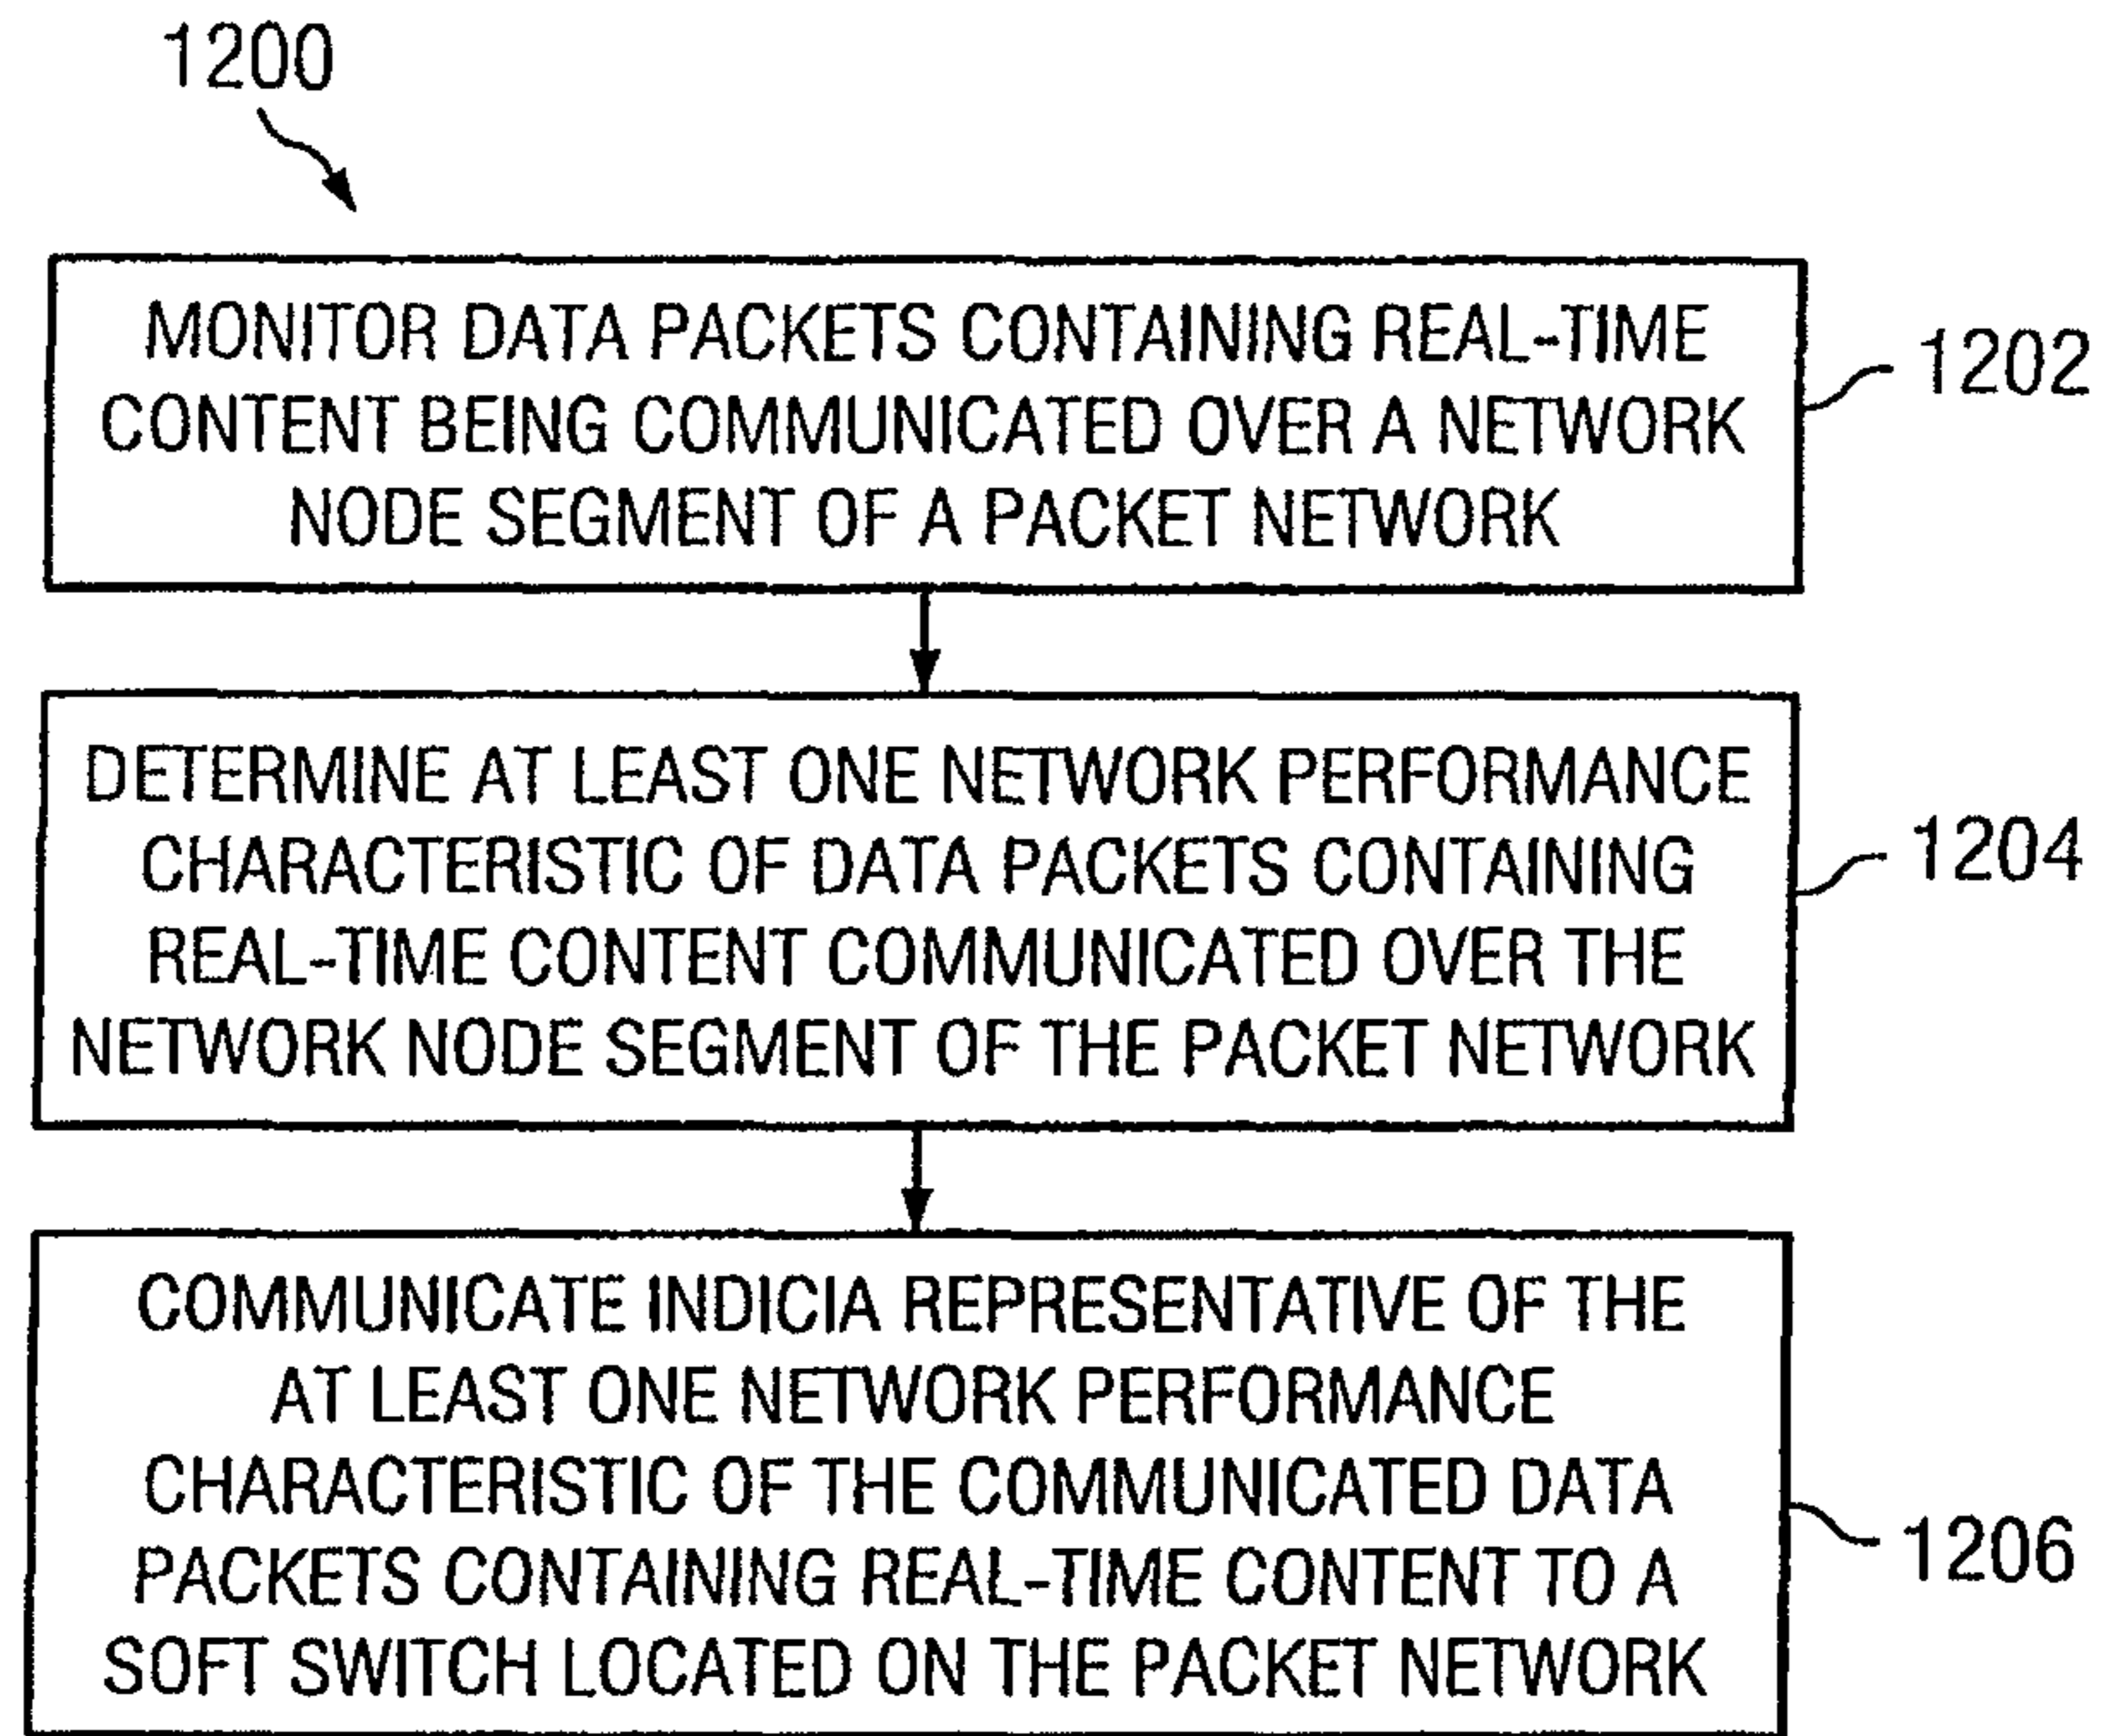 1200
MONITOR DATA PACKETS CONTAINING REAL-TIME
CONTENT BEING COMMUNICATED OVER A NETWORK
NODE SEGMENT OF A PACKET NETWORK
1202
DETERMINE AT LEAST ONE NETWORK PERFORMANCE
CHARACTERISTIC OF DATA PACKETS CONTAINING
REAL-TIME CONTENT COMMUNICATED OVER THE
NETWORK NODE SEGMENT OF THE PACKET NETWORK
1204
COMMUNICATE INDICIA REPRESENTATIVE OF THE
AT LEAST ONE NETWORK PERFORMANCE
CHARACTERISTIC OF THE COMMUNICATED DATA
PACKETS CONTAINING REAL-TIME CONTENT TO A
SOFT SWITCH LOCATED ON THE PACKET NETWORK
1206